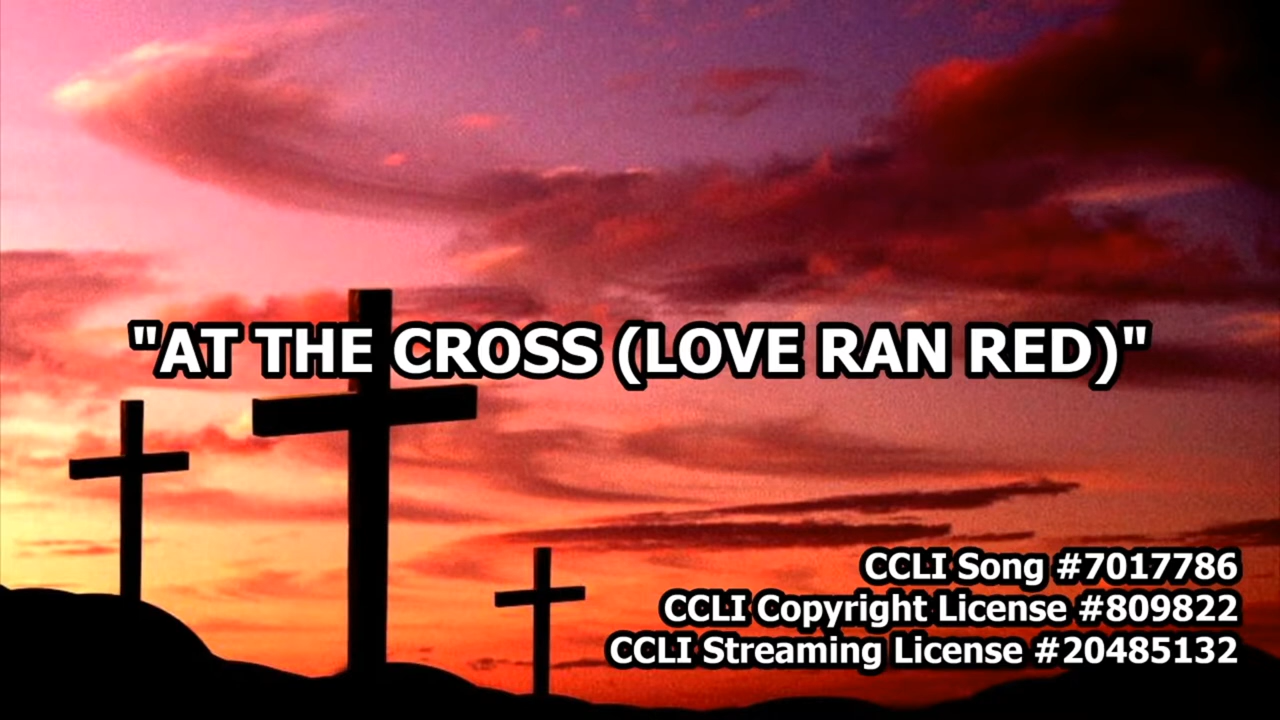 "AT THE CROSS (LOVE RAN RED)"
CCLI Song #7017786
CCLI Copyright License #809822
CCLI Streaming License #20485132